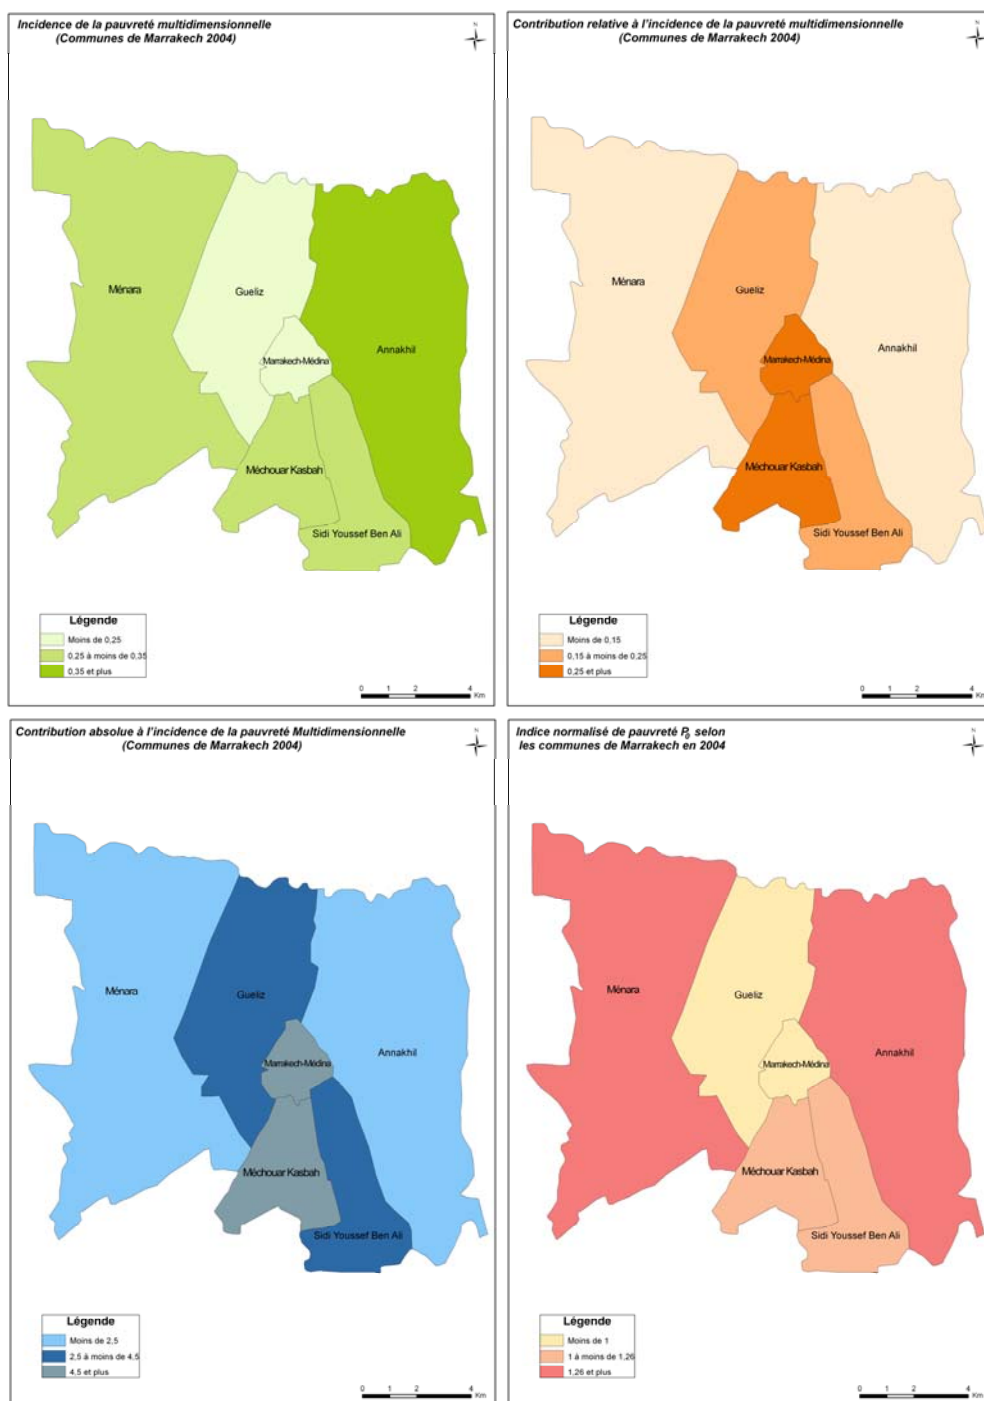 Incidence de la pauvreté multidimensionnelle
(Communes de Marrakech 2004)
N
Ménara
Gueliz
Marrakech-Médina
Annakhil
Méchouar Kasbah
Sidi Youssef Ben Ali
Légende
Moins de 0,25
0,25 à moins de 0,35
0,35 et plus
0 1 2 4
Km
Contribution relative à l'incidence de la pauvreté multidimensionnelle
(Communes de Marrakech 2004)
N
Ménara
Gueliz
Marrakech-Médina
Annakhil
Méchouar Kasbah
Sidi Youssef Ben Ali
Légende
Moins de 0,15
0,15 à moins de 0,25
0,25 et plus
0 1 2 4
Km
Contribution absolue à l'incidence de la pauvreté Multidimensionnelle
(Communes de Marrakech 2004)
N
Ménara
Gueliz
Marrakech-Médina
Annakhil
Méchouar Kasbah
Sidi Youssef Ben Ali
Légende
Moins de 2,5
2,5 à moins de 4,5
4,5 et plus
0 1 2 4
Km
Indice normalisé de pauvreté P0 selon
les communes de Marrakech en 2004
N
Ménara
Gueliz
Marrakech-Médina
Annakhil
Méchouar Kasbah
Sidi Youssef Ben Ali
Légende
Moins de 1
1 à moins de 1,26
1,26 et plus
0 1 2 4
Km